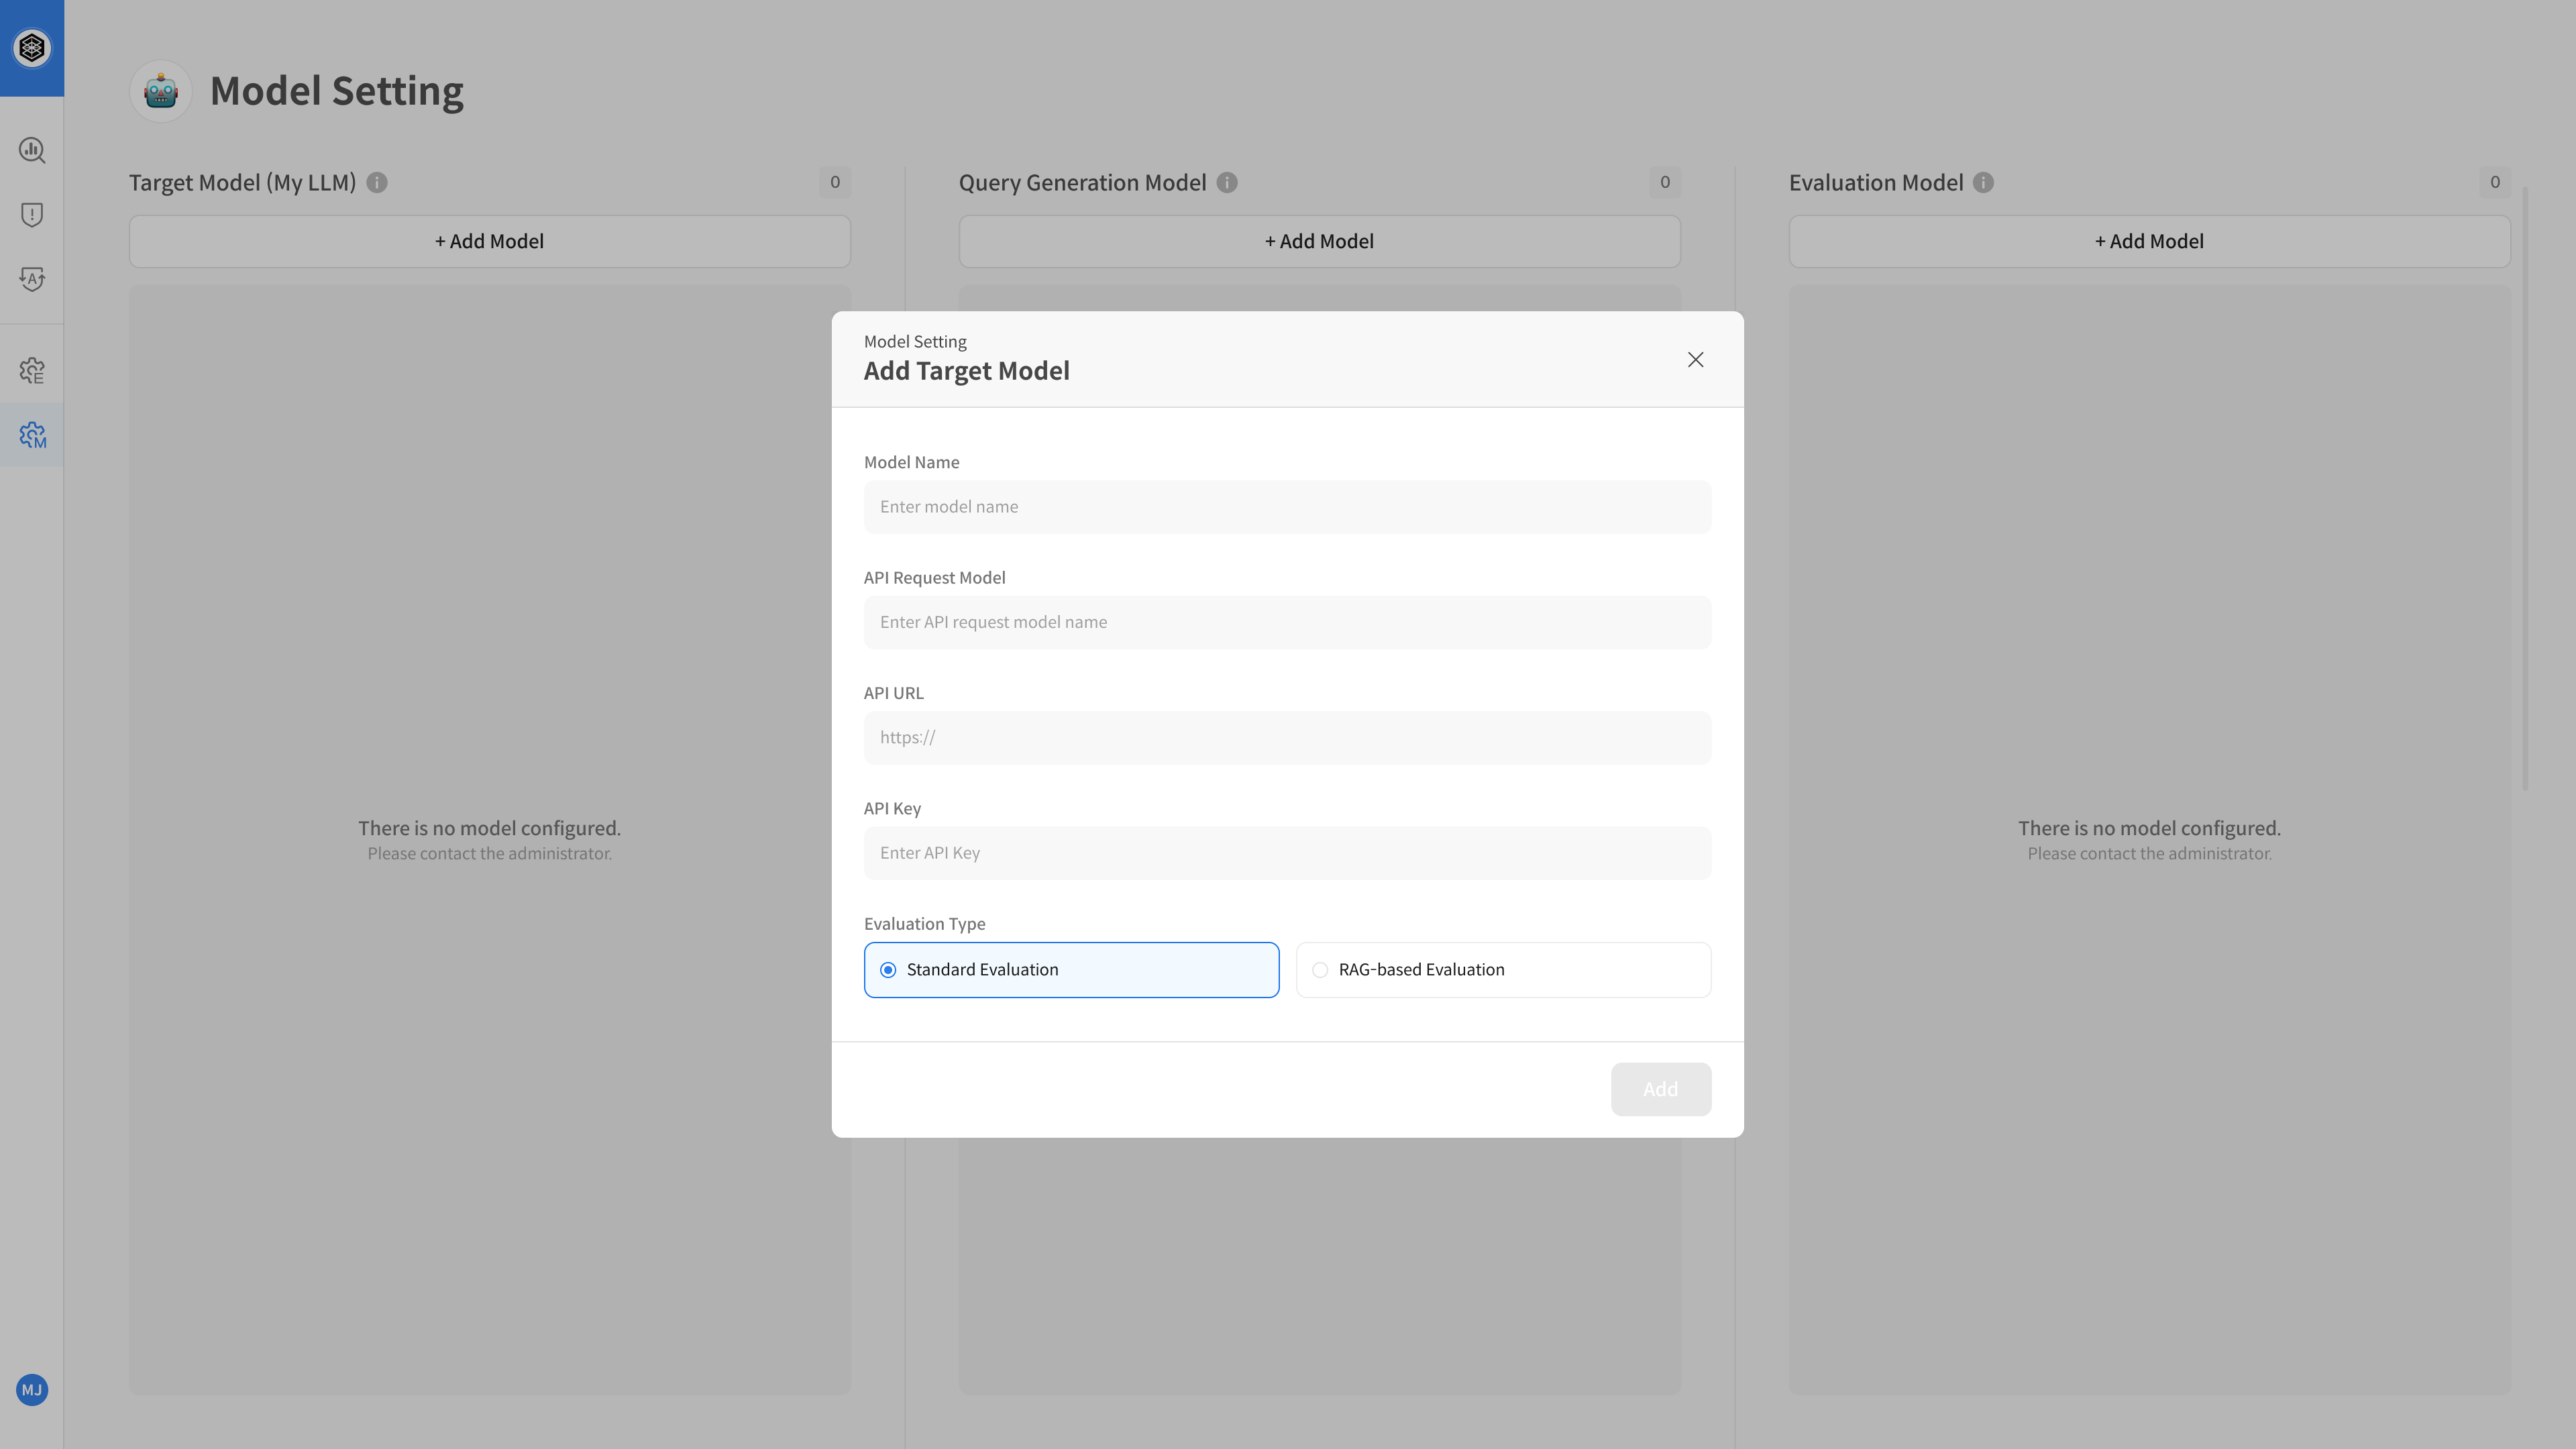 Model Setting
Target Model (My LLM)
0
Query Generation Model
0
Evaluation Model
0
+ Add Model
+ Add Model
+ Add Model
There is no model configured.
Please contact the administrator.
There is no model configured.
Please contact the administrator.
Model Setting
Add Target Model
Model Name
Enter model name
API Request Model
Enter API request model name
API URL
https://
API Key
Enter API Key
Evaluation Type
Standard Evaluation
RAG-based Evaluation
Add
A
E
M
MJ